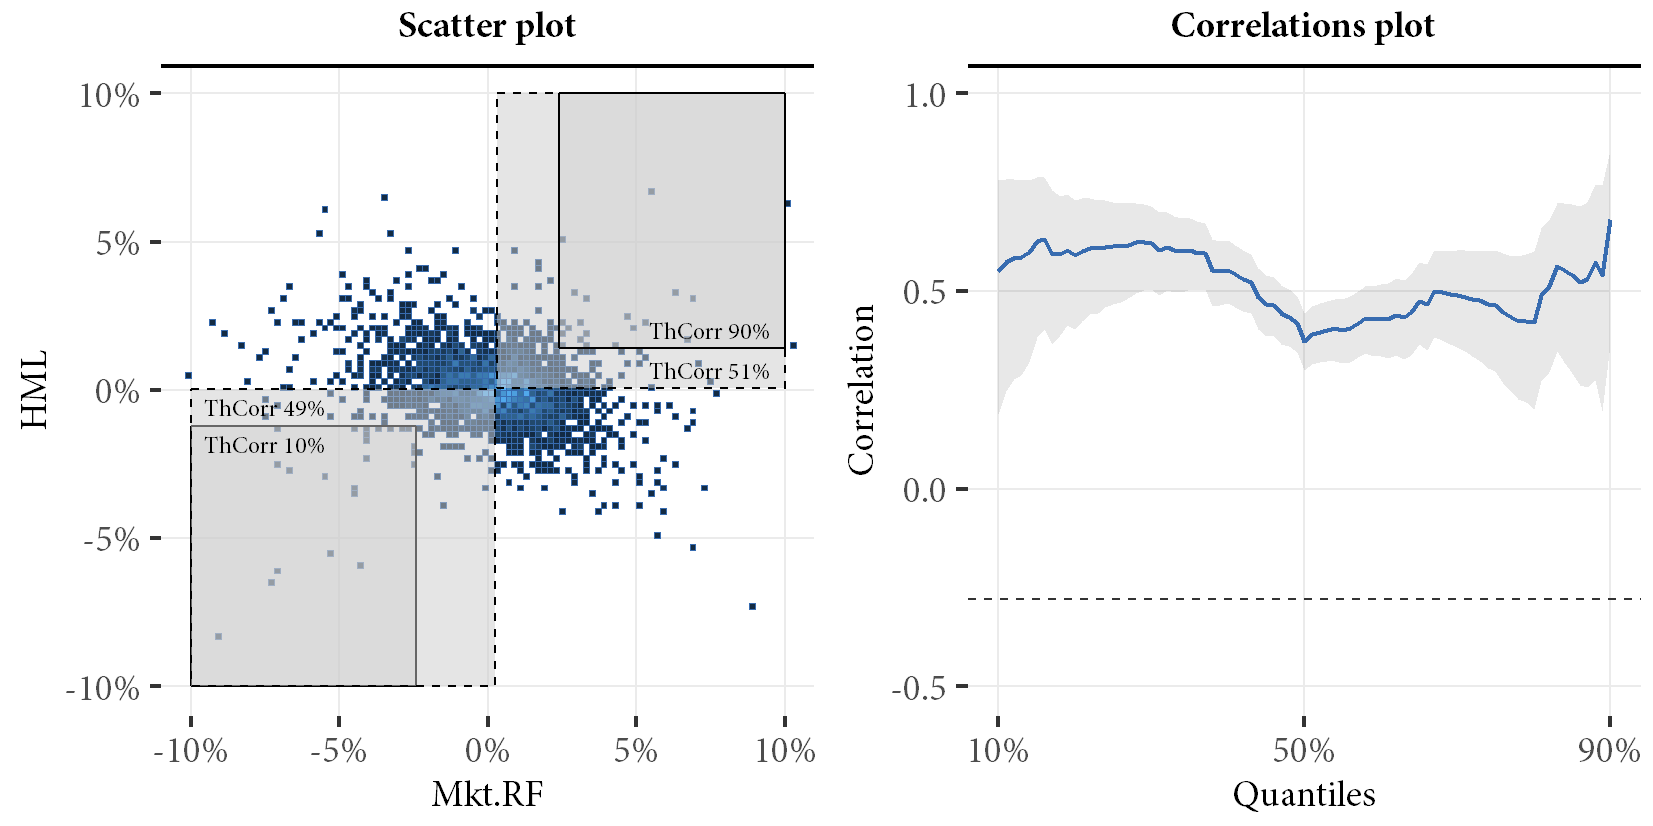 Scatter plot
HML
10%
5%
0%
-5%
-10%
ThCorr 90%
ThCorr 51%
ThCorr 49%
ThCorr 10%
-10% -5% 0% 5% 10%
Mkt.RF
Correlations plot
Correlation
1.0
0.5
0.0
-0.5
10% 50% 90%
Quantiles